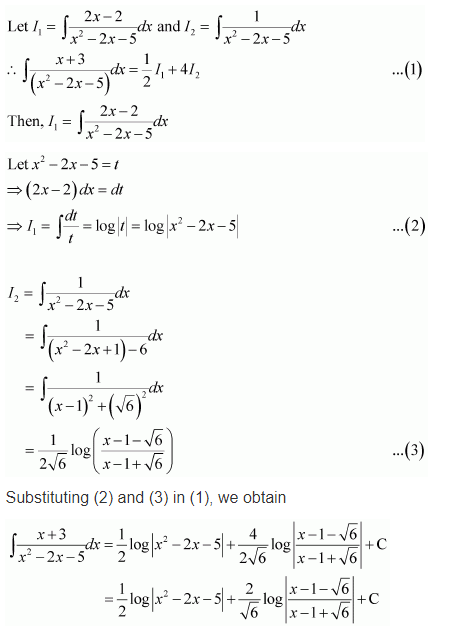 Let I₁ = ∫ (2x − 2)/(x² − 2x − 5) dx and I₂ = ∫ 1/(x² − 2x − 5) dx
∴ ∫ (x + 3)/(x² − 2x − 5) dx = 1/2 I₁ + 4I₂ ...(1)
Then, I₁ = ∫ (2x − 2)/(x² − 2x − 5) dx
Let x² − 2x − 5 = t
⇒ (2x − 2) dx = dt
⇒ I₁ = ∫ dt/t = log|t| = log|x² − 2x − 5| ...(2)
I₂ = ∫ 1/(x² − 2x − 5) dx
= ∫ 1/((x² − 2x + 1) − 6) dx
= ∫ 1/((x − 1)² + (√6)²) dx
= 1/(2√6) log((x − 1 − √6)/(x − 1 + √6)) ...(3)
Substituting (2) and (3) in (1), we obtain
∫ (x + 3)/(x² − 2x − 5) dx = 1/2 log|x² − 2x − 5| + 4/(2√6) log|(x − 1 − √6)/(x − 1 + √6)| + C
= 1/2 log|x² − 2x − 5| + 2/√6 log|(x − 1 − √6)/(x − 1 + √6)| + C